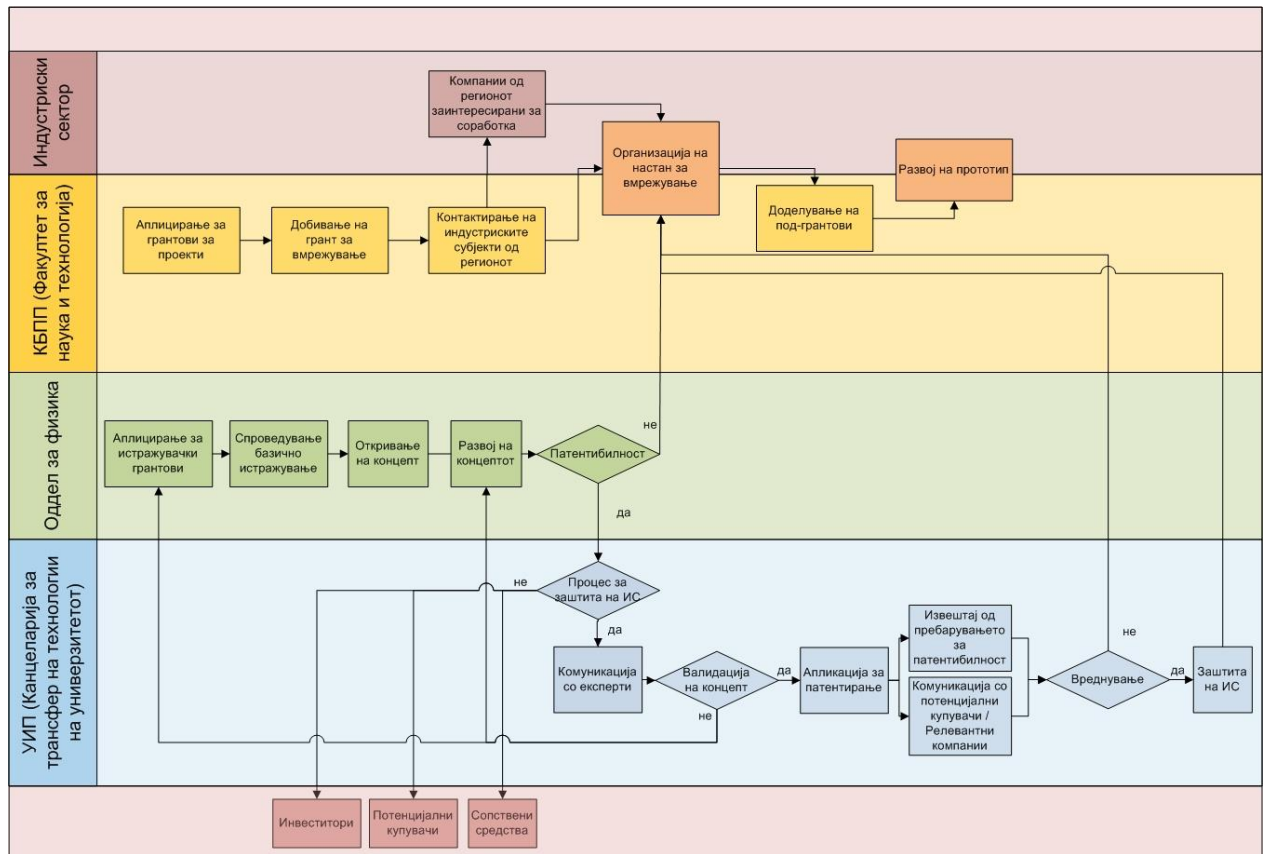 Индустриски
сектор
Компании од
регионот
заинтересирани за
соработка
Организација на
настан за
вмрежување
Развој на прототип
КБПП (Факултет за
наука и технологија)
Аплицирање за
грантови за
проекти
Добивање на
грант за
вмрежување
Контактирање на
индустриските
субјекти од
регионот
Доделување на
под-грантови
Оддел за физика
Аплицирање за
истражувачки
грантови
Спроведување
базично
истражување
Откривање
на концепт
Развој на
концептот
Патентибилност
не
да
УИП (Канцеларија за
трансфер на технологии
на универзитетот)
не
Процес за
заштита на ИС
да
Комуникација
со експерти
Валидација
на концепт
да
не
Апликација за
патентирање
Извештај од
пребарувањето
за
патентибилност
Комуникација со
потенцијални
купувачи /
Релевантни
компании
не
Вреднување
да
Заштита
на ИС
Инвеститори
Потенцијални
купувачи
Сопствени
средства